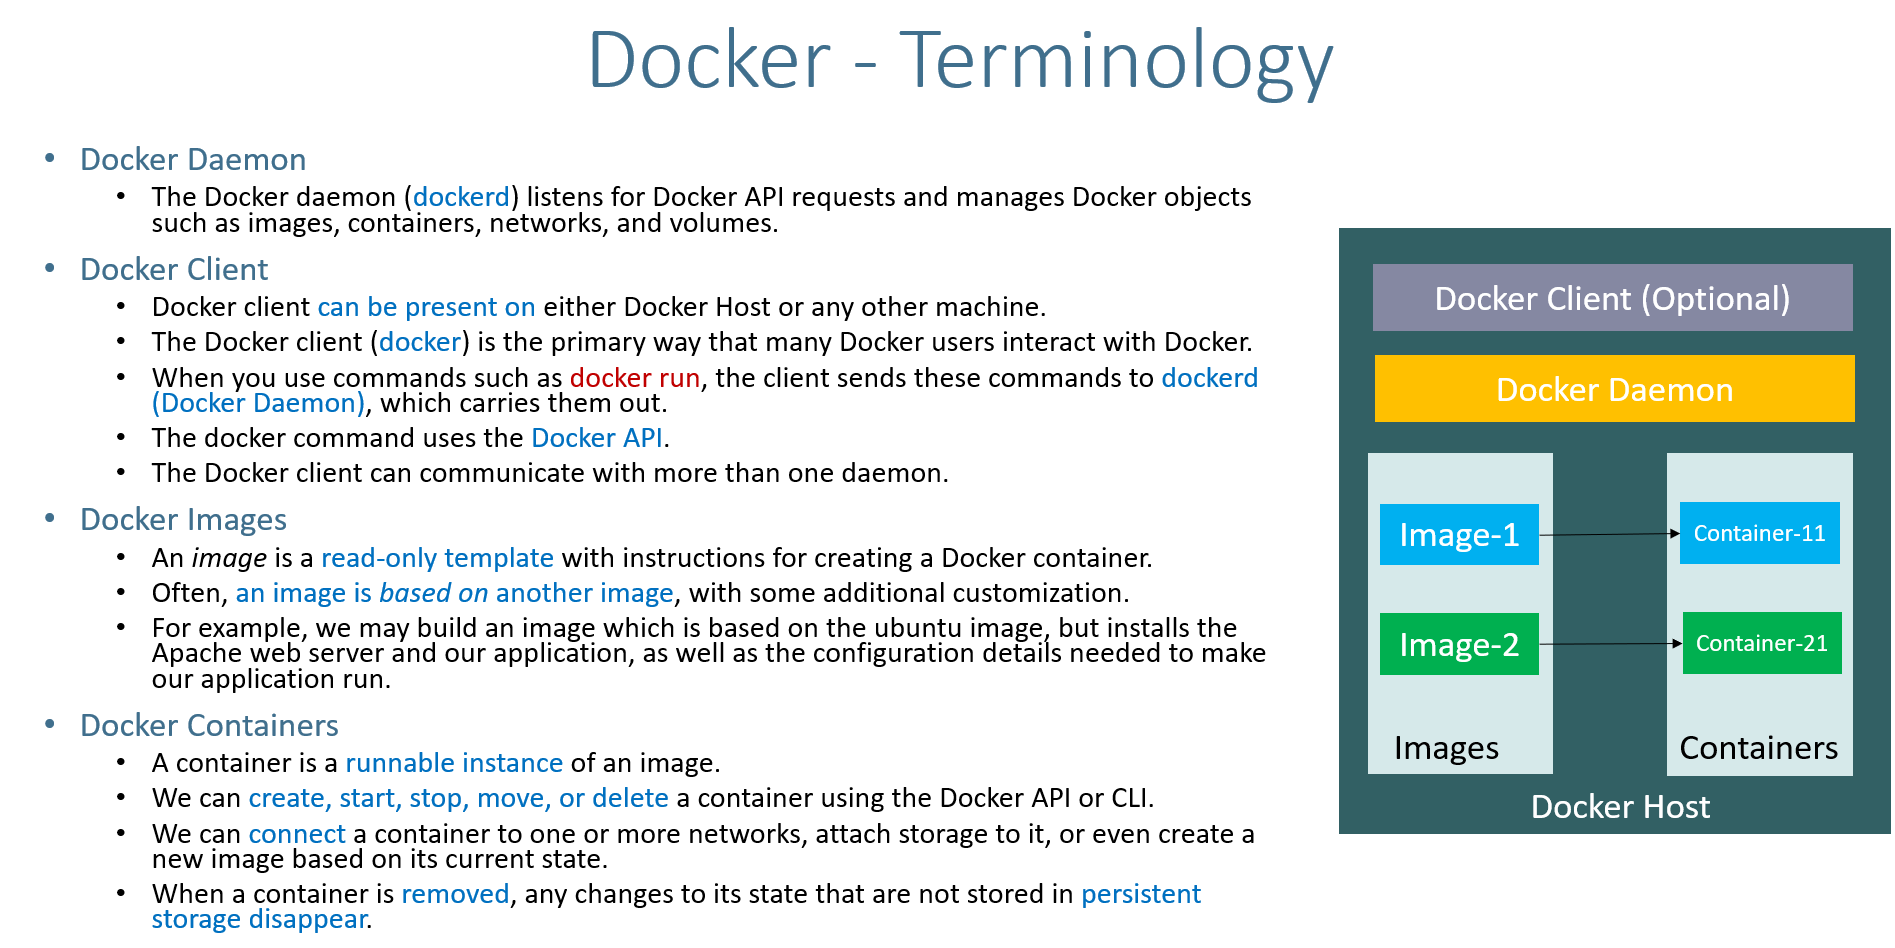 Docker - Terminology
• Docker Daemon
• The Docker daemon (dockerd) listens for Docker API requests and manages Docker objects
such as images, containers, networks, and volumes.
• Docker Client
• Docker client can be present on either Docker Host or any other machine.
• The Docker client (docker) is the primary way that many Docker users interact with Docker.
• When you use commands such as docker run, the client sends these commands to dockerd
(Docker Daemon), which carries them out.
• The docker command uses the Docker API.
• The Docker client can communicate with more than one daemon.
• Docker Images
• An image is a read-only template with instructions for creating a Docker container.
• Often, an image is based on another image, with some additional customization.
• For example, we may build an image which is based on the ubuntu image, but installs the
Apache web server and our application, as well as the configuration details needed to make
our application run.
• Docker Containers
• A container is a runnable instance of an image.
• We can create, start, stop, move, or delete a container using the Docker API or CLI.
• We can connect a container to one or more networks, attach storage to it, or even create a
new image based on its current state.
• When a container is removed, any changes to its state that are not stored in persistent
storage disappear.
Docker Client (Optional)
Docker Daemon
Image-1
Container-11
Image-2
Container-21
Images
Containers
Docker Host